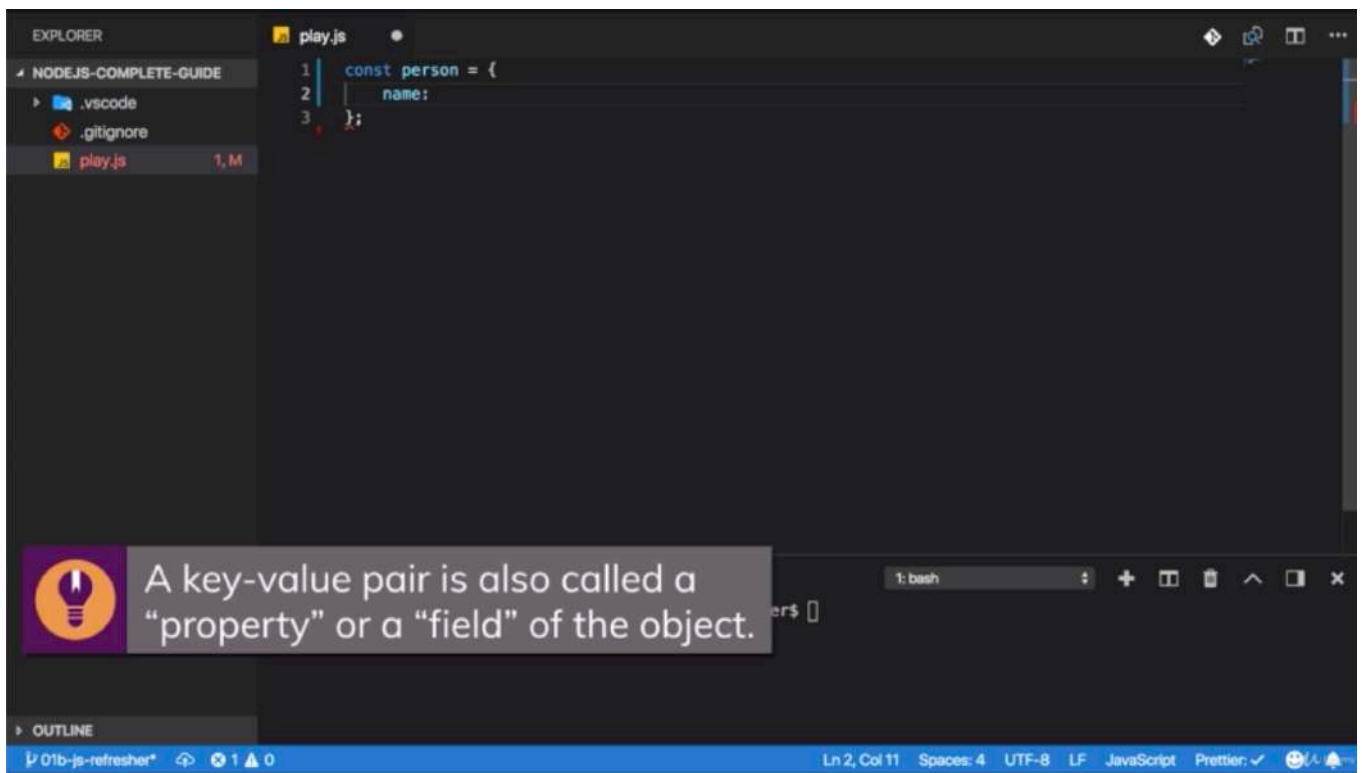 EXPLORER
NODEJS-COMPLETE-GUIDE
.vscode
.gitignore
play.js 1, M
OUTLINE
play.js
1 const person = {
2 name:
3 };
A key-value pair is also called a
“property” or a “field” of the object.
1: bash
er$
01b-js-refresher* 1 0
Ln 2, Col 11 Spaces: 4 UTF-8 LF JavaScript Prettier: ✓